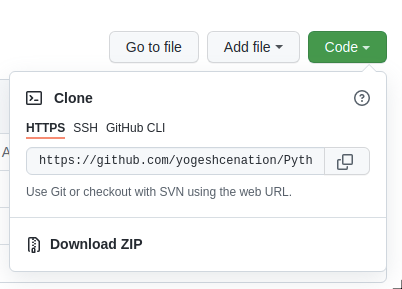 Go to file Add file Code
Clone
HTTPS SSH GitHub CLI
https://github.com/yogeshcenation/Pyth
Use Git or checkout with SVN using the web URL.
Download ZIP